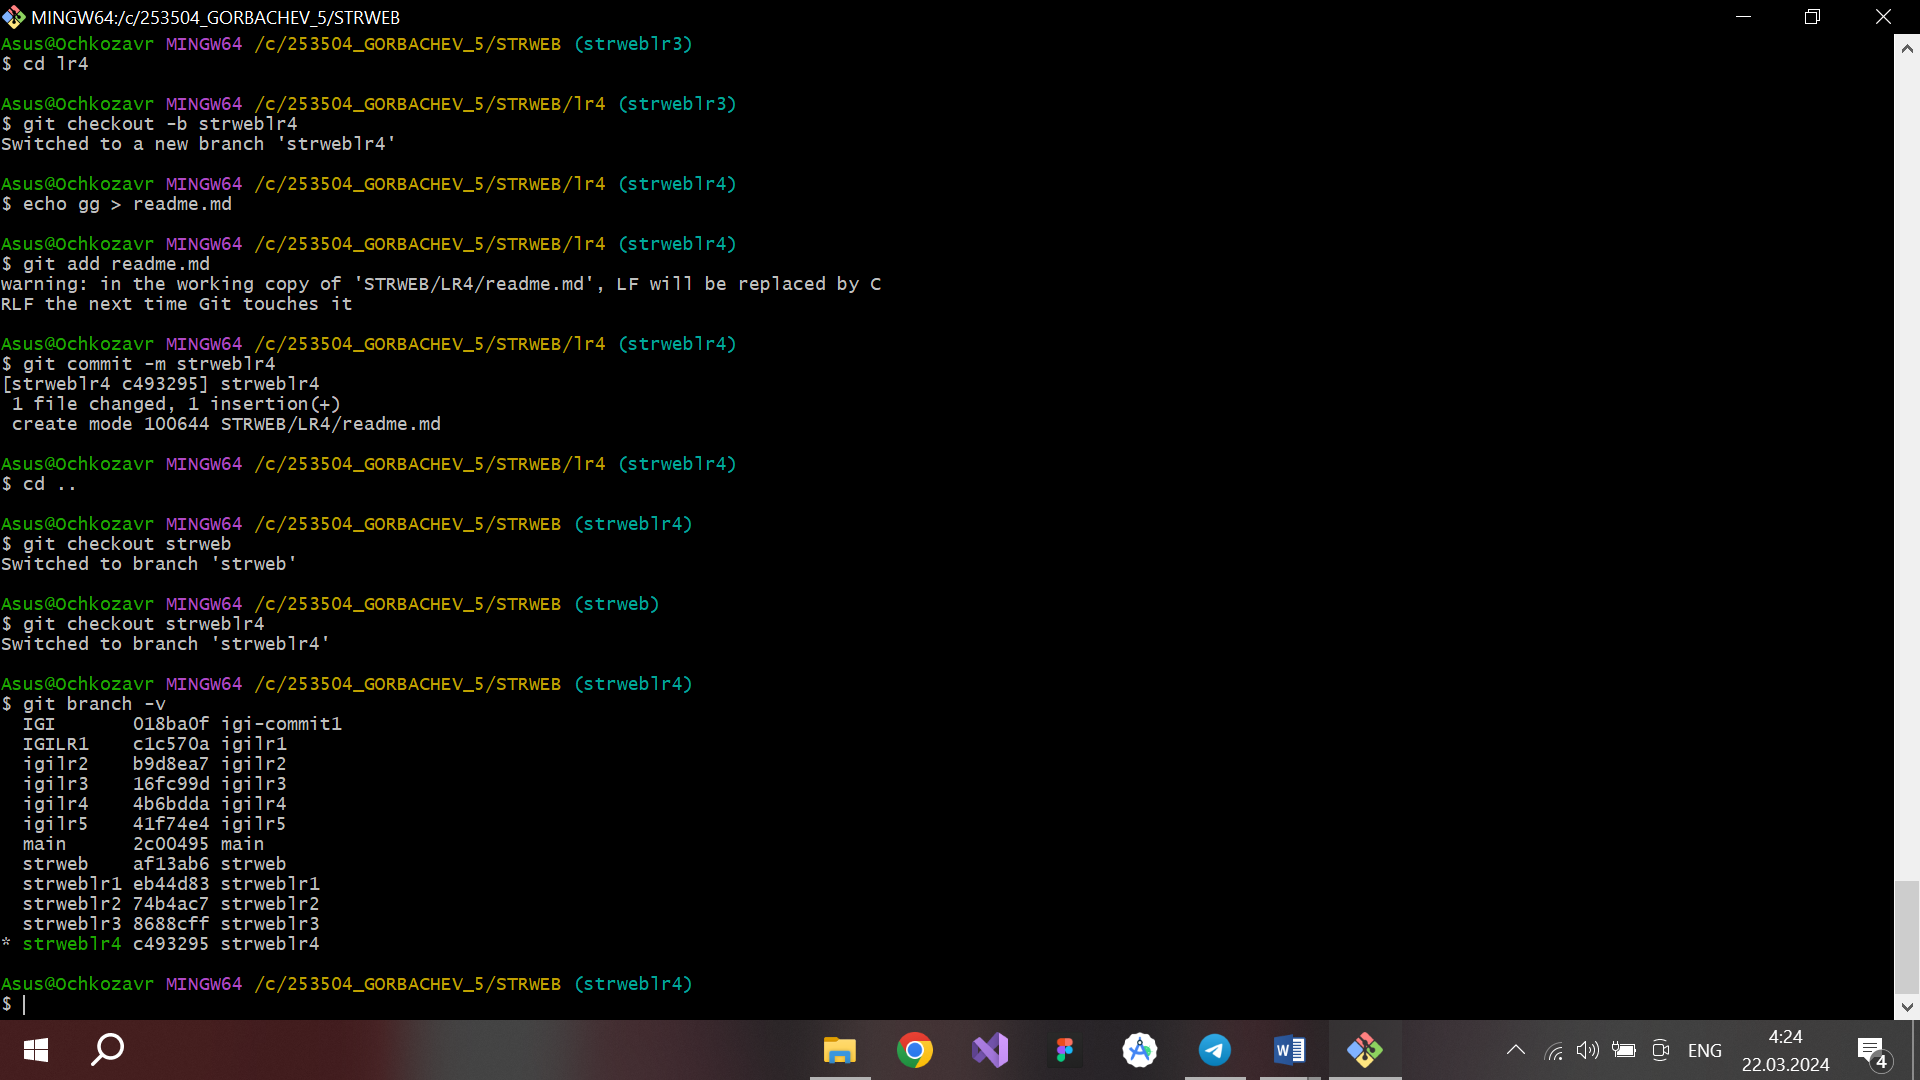 MINGW64:/c/253504_GORBACHEV_5/STRWEB
Asus@Ochkozavr MINGW64 /c/253504_GORBACHEV_5/STRWEB (strweblr3)
$ cd lr4
Asus@Ochkozavr MINGW64 /c/253504_GORBACHEV_5/STRWEB/lr4 (strweblr3)
$ git checkout -b strweblr4
Switched to a new branch 'strweblr4'
Asus@Ochkozavr MINGW64 /c/253504_GORBACHEV_5/STRWEB/lr4 (strweblr4)
$ echo gg > readme.md
Asus@Ochkozavr MINGW64 /c/253504_GORBACHEV_5/STRWEB/lr4 (strweblr4)
$ git add readme.md
warning: in the working copy of 'STRWEB/LR4/readme.md', LF will be replaced by C
RLF the next time Git touches it
Asus@Ochkozavr MINGW64 /c/253504_GORBACHEV_5/STRWEB/lr4 (strweblr4)
$ git commit -m strweblr4
[strweblr4 c493295] strweblr4
1 file changed, 1 insertion(+)
create mode 100644 STRWEB/LR4/readme.md
Asus@Ochkozavr MINGW64 /c/253504_GORBACHEV_5/STRWEB/lr4 (strweblr4)
$ cd ..
Asus@Ochkozavr MINGW64 /c/253504_GORBACHEV_5/STRWEB (strweblr4)
$ git checkout strweb
Switched to branch 'strweb'
Asus@Ochkozavr MINGW64 /c/253504_GORBACHEV_5/STRWEB (strweb)
$ git checkout strweblr4
Switched to branch 'strweblr4'
Asus@Ochkozavr MINGW64 /c/253504_GORBACHEV_5/STRWEB (strweblr4)
$ git branch -v
IGI 018ba0f igi-commit1
IGILR1 c1c570a igilr1
igilr2 b9d8ea7 igilr2
igilr3 16fc99d igilr3
igilr4 4b6bdda igilr4
igilr5 41f74e4 igilr5
main 2c00495 main
strweb af13ab6 strweb
strweblr1 eb44d83 strweblr1
strweblr2 74b4ac7 strweblr2
strweblr3 8688cff strweblr3
* strweblr4 c493295 strweblr4
Asus@Ochkozavr MINGW64 /c/253504_GORBACHEV_5/STRWEB (strweblr4)
$
W
ENG
4:24
22.03.2024
4